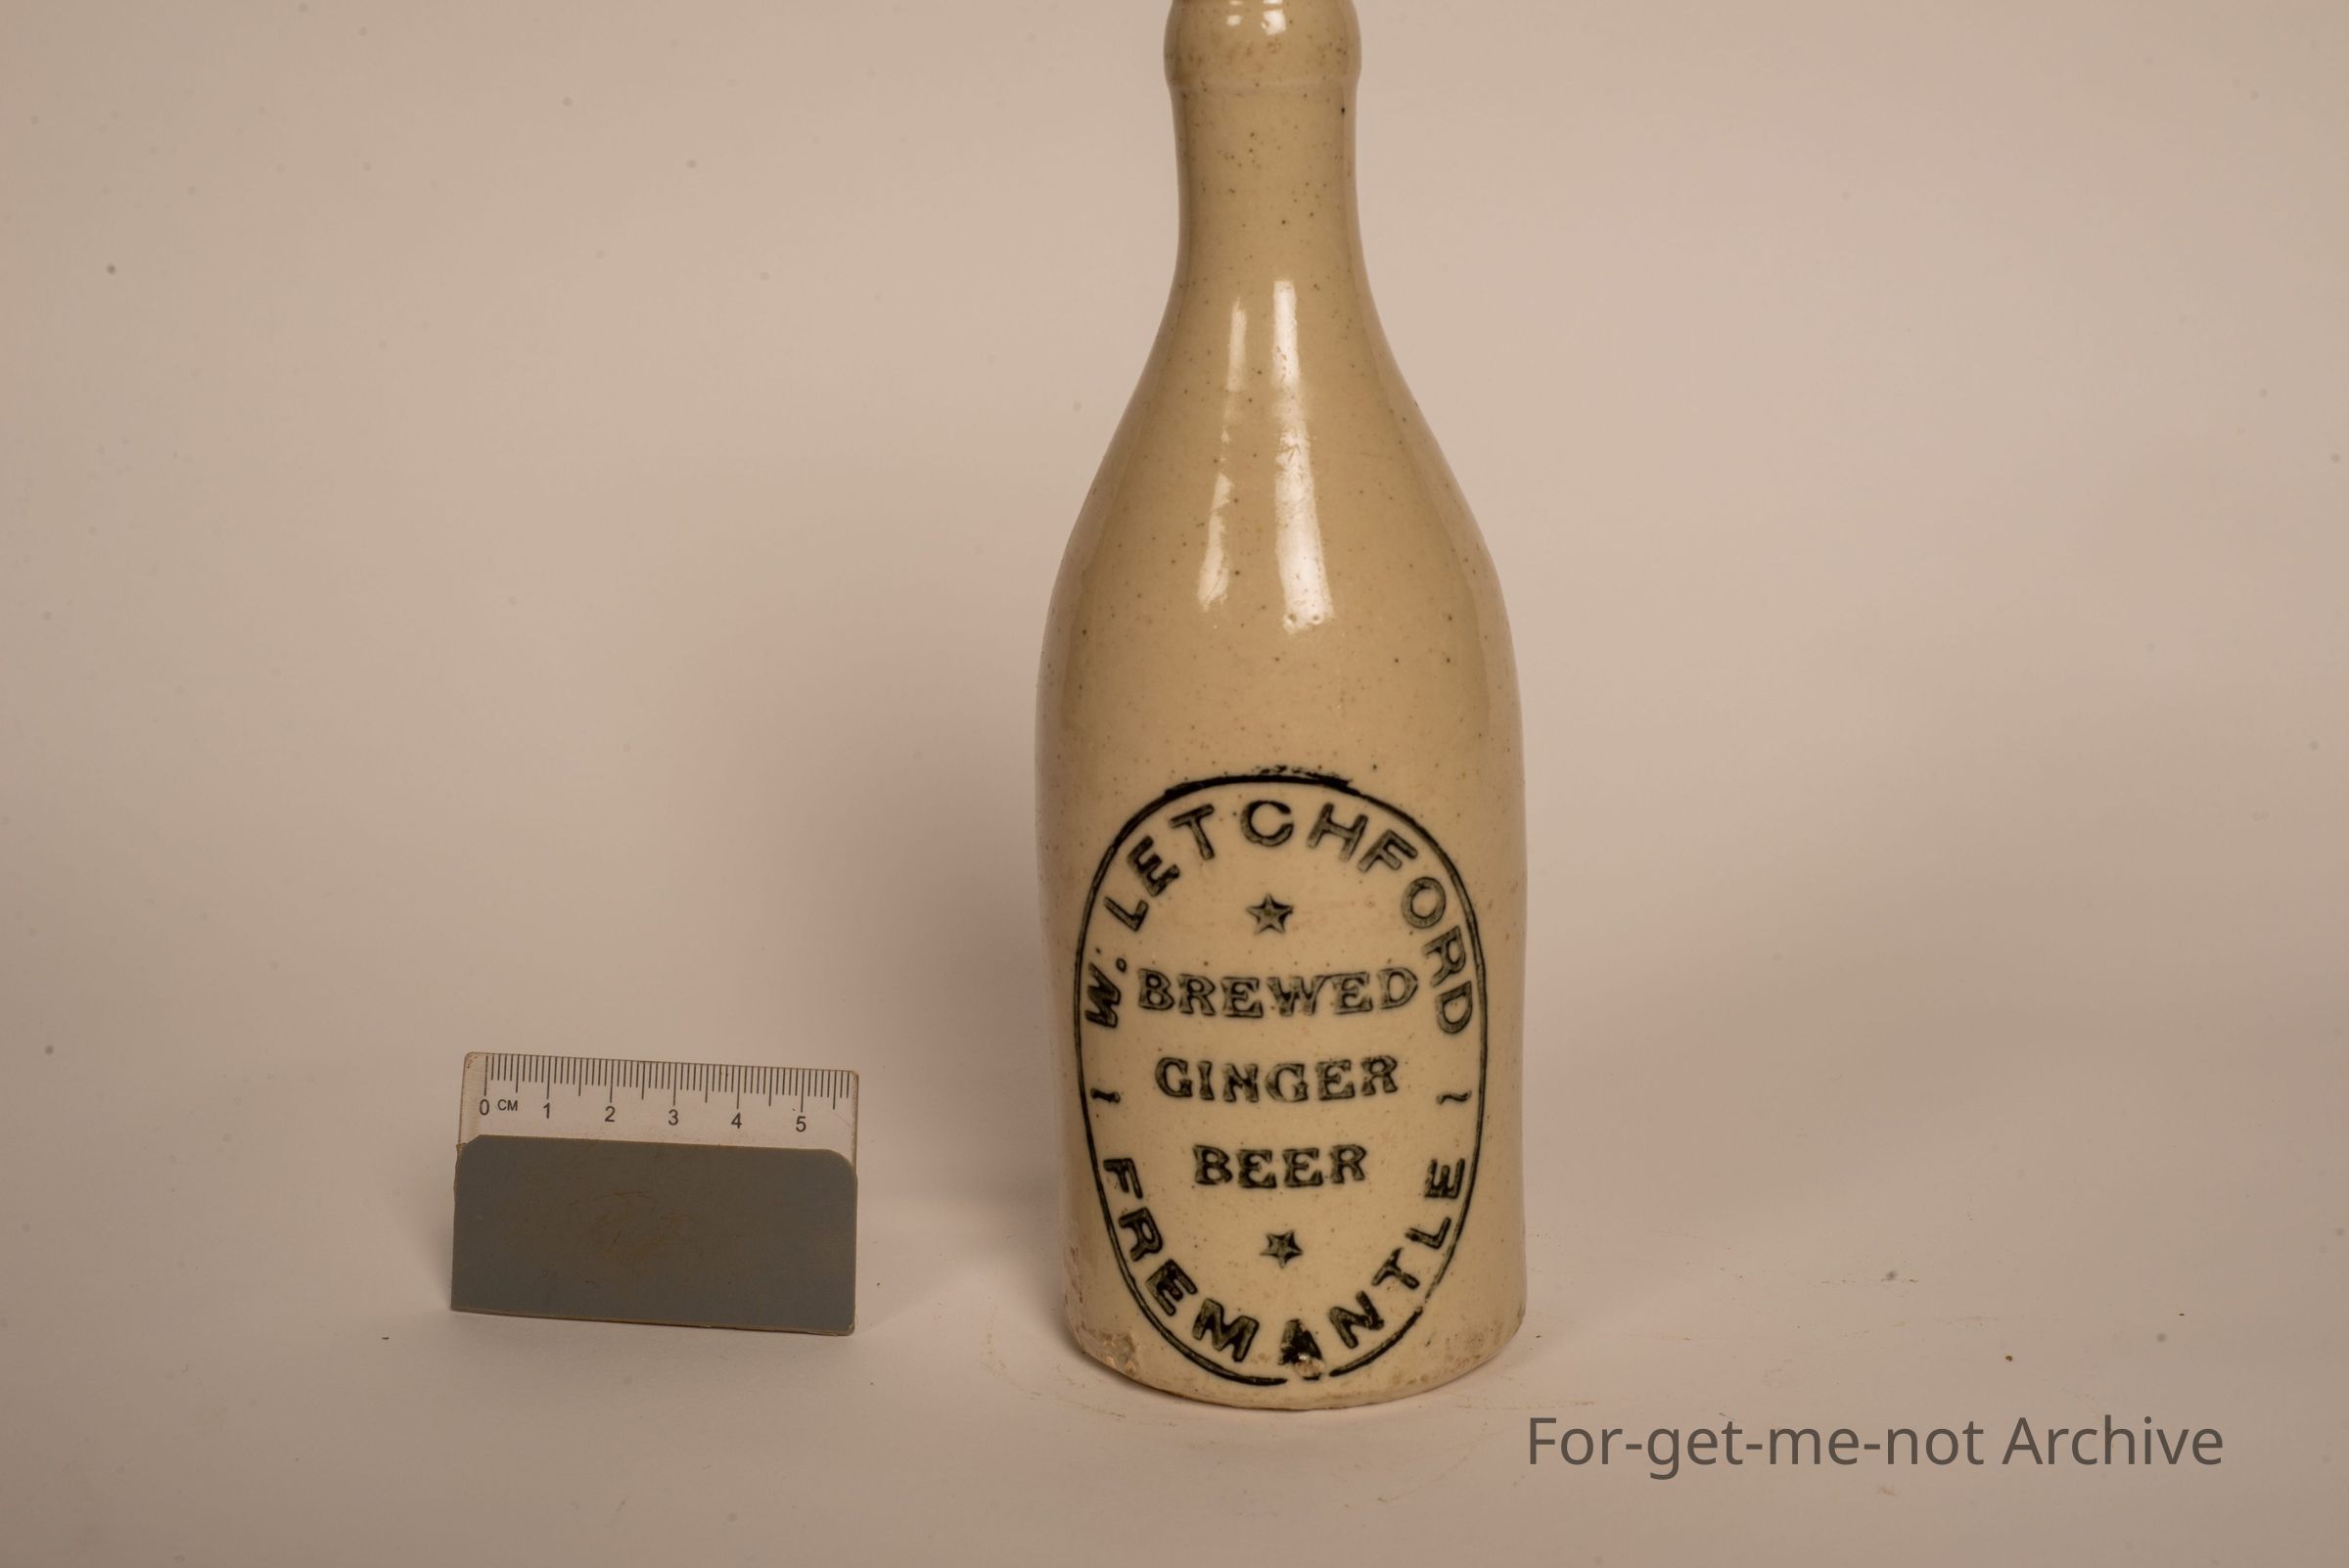 W. LETCHFORD
BREWED
GINGER
BEER
FREMANTLE
0 CM 1 2 3 4 5
For-get-me-not Archive